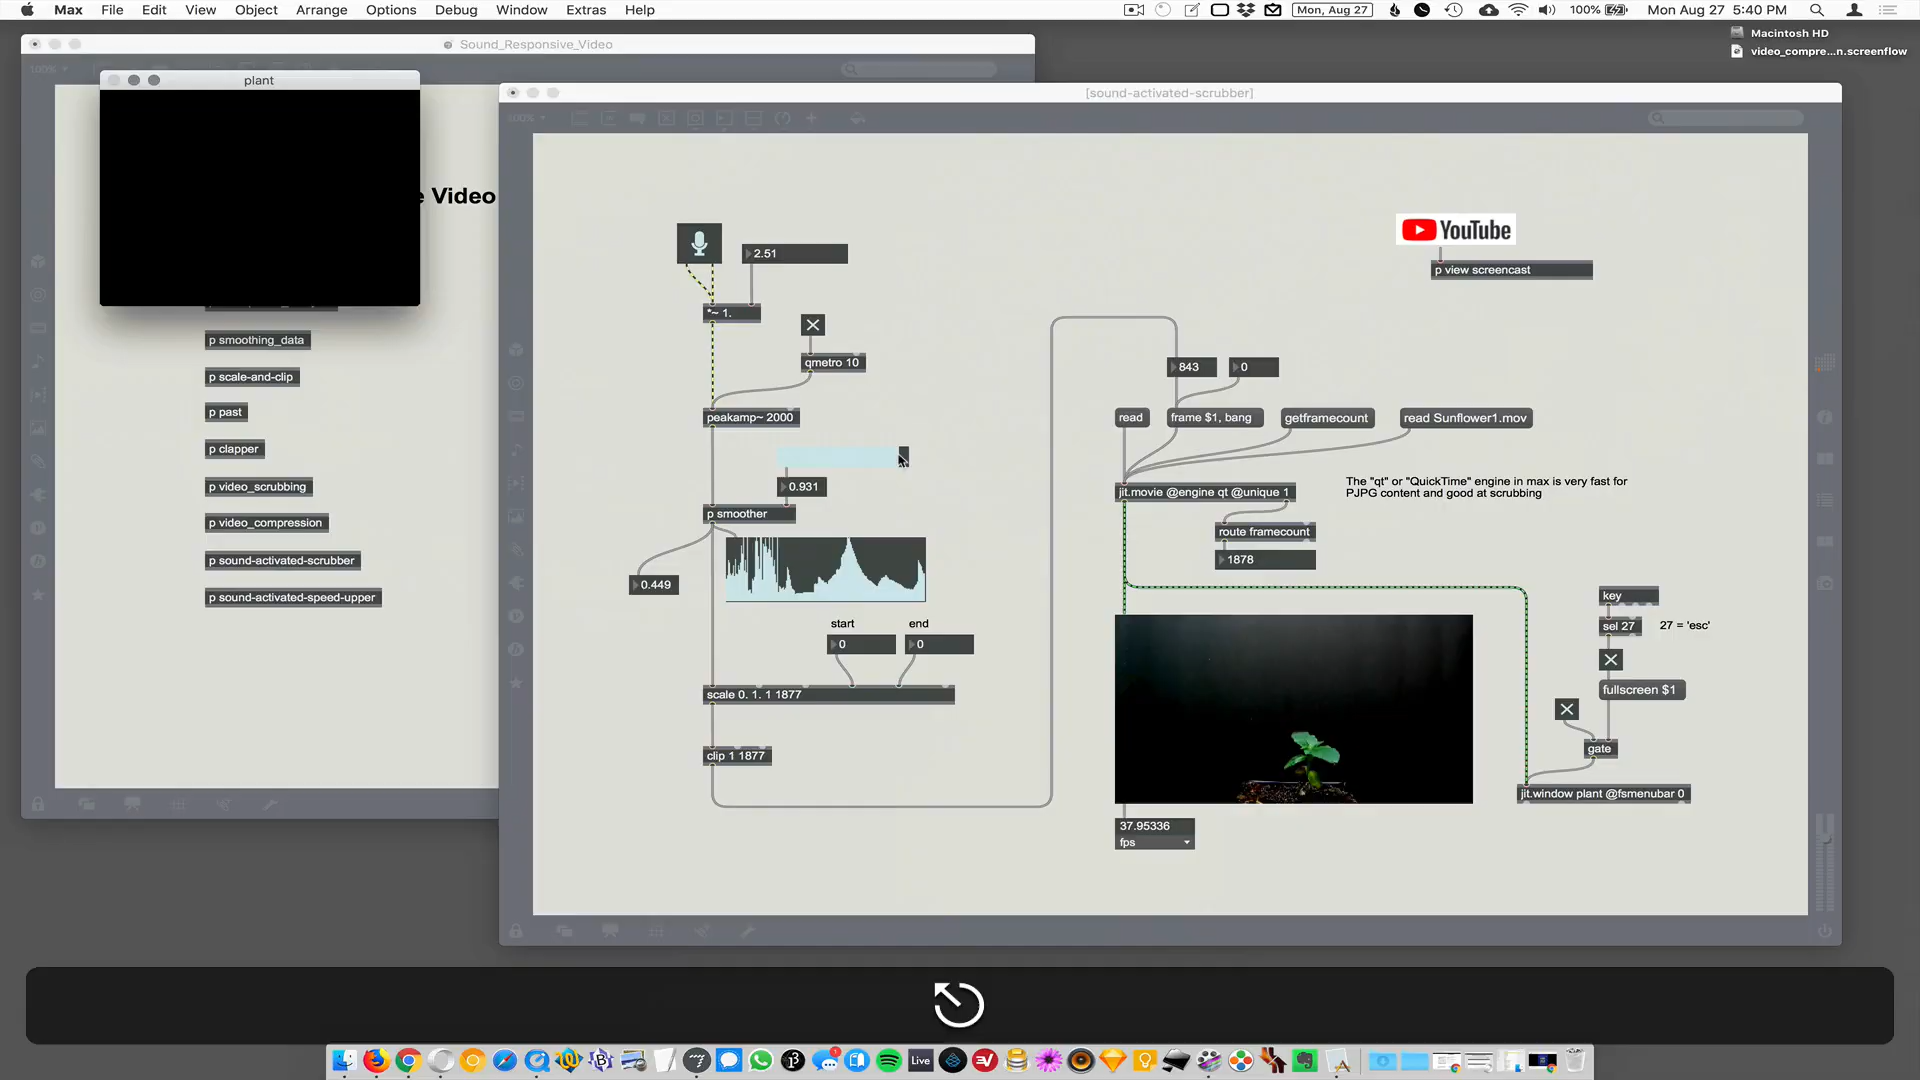 Max File Edit View Object Arrange Options Debug Window Extras Help
Mon, Aug 27
100%
Mon Aug 27 5:40 PM
Macintosh HD
video_compre...n.screenflow
Sound_Responsive_Video
plant
e Video
p smoothing_data
p scale-and-clip
p past
p clapper
p video_scrubbing
p video_compression
p sound-activated-scrubber
p sound-activated-speed-upper
[sound-activated-scrubber]
2.51
*~ 1.
qmetro 10
peakamp~ 2000
0.931
p smoother
0.449
start
end
0
0
scale 0. 1. 1 1877
clip 1 1877
YouTube
p view screencast
843
0
read
frame $1, bang
getframecount
read Sunflower1.mov
jit.movie @engine qt @unique 1
The "qt" or "QuickTime" engine in max is very fast for
PJPG content and good at scrubbing
route framecount
1878
key
sel 27
27 = 'esc'
fullscreen $1
gate
jit.window plant @fsmenubar 0
37.95336
fps
Live